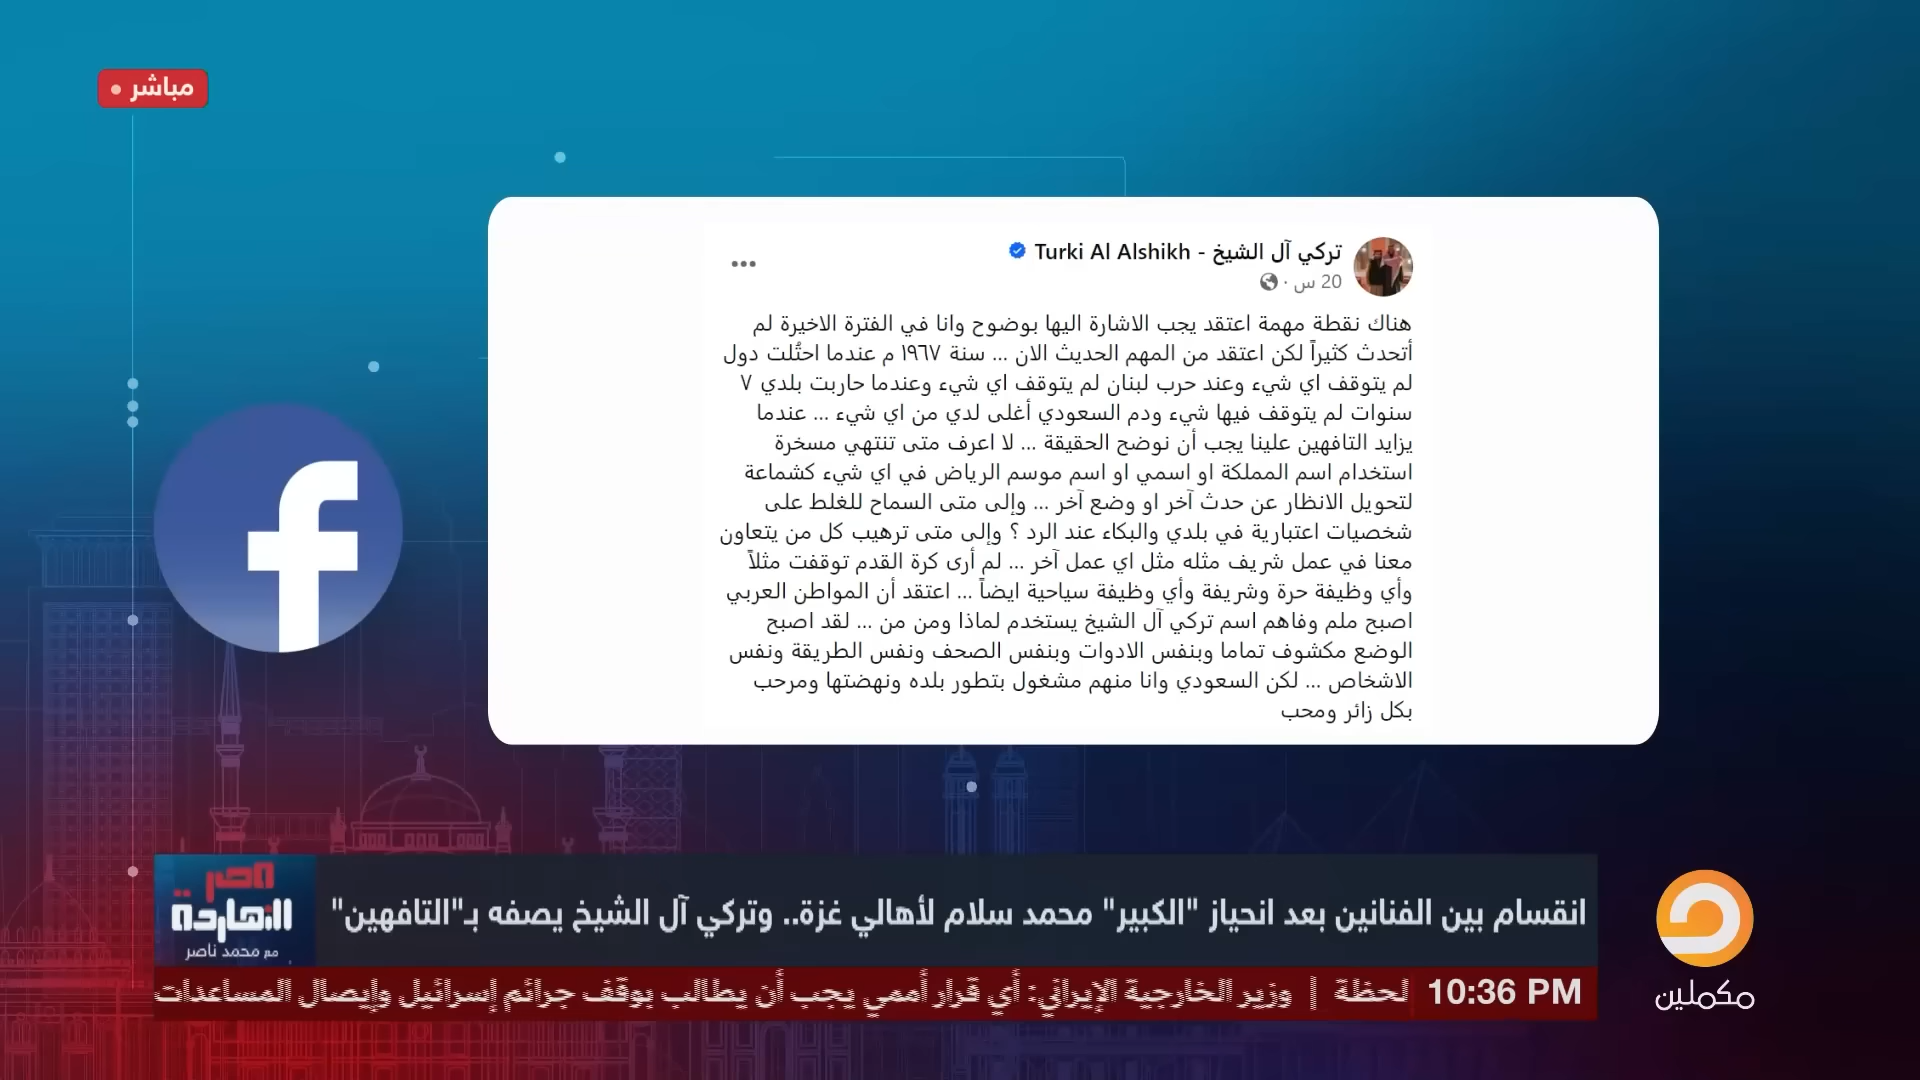 مباشر
تركي آل الشيخ - Turki Al Alshikh
20 س
هناك نقطة مهمة اعتقد يجب الاشارة اليها بوضوح وانا في الفترة الاخيرة لم
أتحدث كثيراً لكن اعتقد من المهم الحديث الان ... سنة ١٩٦٧ م عندما احتُلت دول
لم يتوقف اي شيء وعند حرب لبنان لم يتوقف اي شيء وعندما حاربت بلدي ٧
سنوات لم يتوقف فيها شيء ودم السعودي أغلى لدي من اي شيء ... عندما
يزايد التافهين علينا يجب أن نوضح الحقيقة ... لا اعرف متى تنتهي مسخرة
استخدام اسم المملكة او اسمي او اسم موسم الرياض في اي شيء كشماعة
لتحويل الانظار عن حدث آخر او وضع آخر ... وإلى متى السماح للغلط على
شخصيات اعتبارية في بلدي والبكاء عند الرد ؟ وإلى متى ترهيب كل من يتعاون
معنا في عمل شريف مثله مثل اي عمل آخر ... لم أرى كرة القدم توقفت مثلاً
وأي وظيفة حرة وشريفة وأي وظيفة سياحية ايضاً ... اعتقد أن المواطن العربي
اصبح ملم وفاهم اسم تركي آل الشيخ يستخدم لماذا ومن من ... لقد اصبح
الوضع مكشوف تماما وبنفس الادوات وبنفس الصحف ونفس الطريقة ونفس
الاشخاص ... لكن السعودي وانا منهم مشغول بتطور بلده ونهضتها ومرحب
بكل زائر ومحب
مصر
النهاردة
مع محمد ناصر
انقسام بين الفنانين بعد انحياز "الكبير" محمد سلام لأهالي غزة.. وتركي آل الشيخ يصفه بـ"التافهين"
10:36 PM
لحظة | وزير الخارجية الإيراني: أي قرار أممي يجب أن يطالب بوقف جرائم إسرائيل وإيصال المساعدات
مكملين